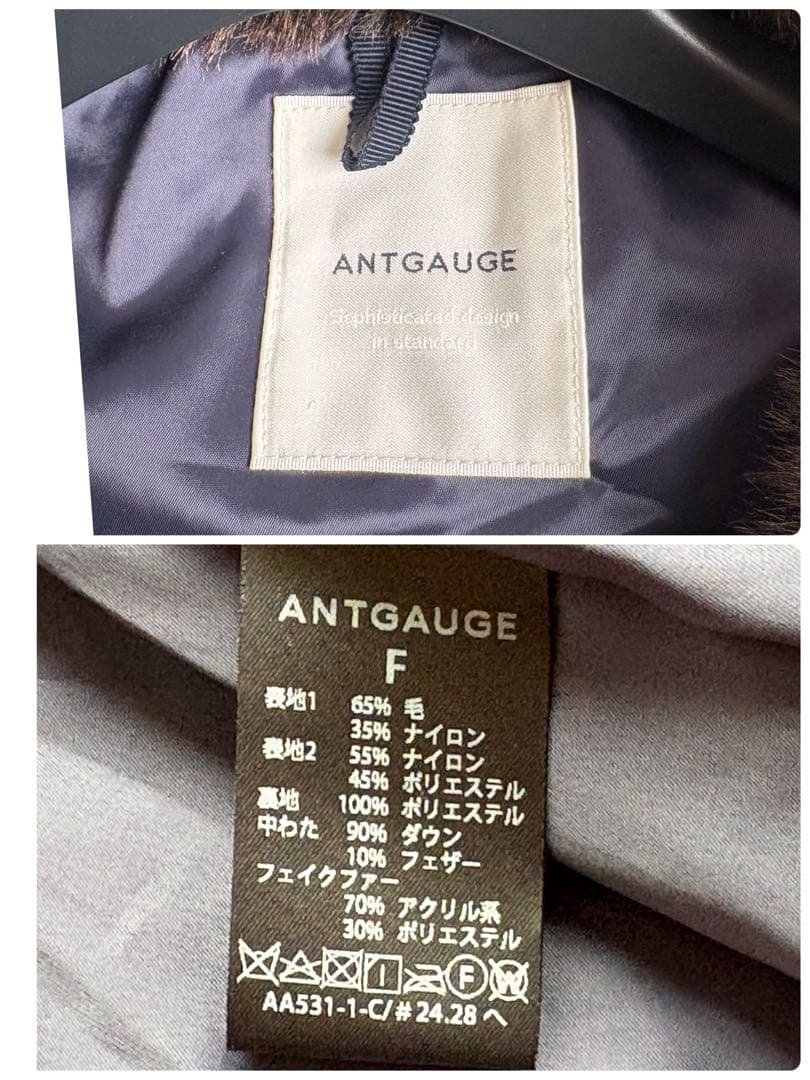 ANTGAUGE
Sophisticated design
in standard
ANTGAUGE
F
表地1 65% 毛
35% ナイロン
表地2 55% ナイロン
45% ポリエステル
裏地 100% ポリエステル
中わた 90% ダウン
10% フェザー
フェイクファー
70% アクリル系
30% ポリエステル
F W
AA531-1-C/#24.28へ